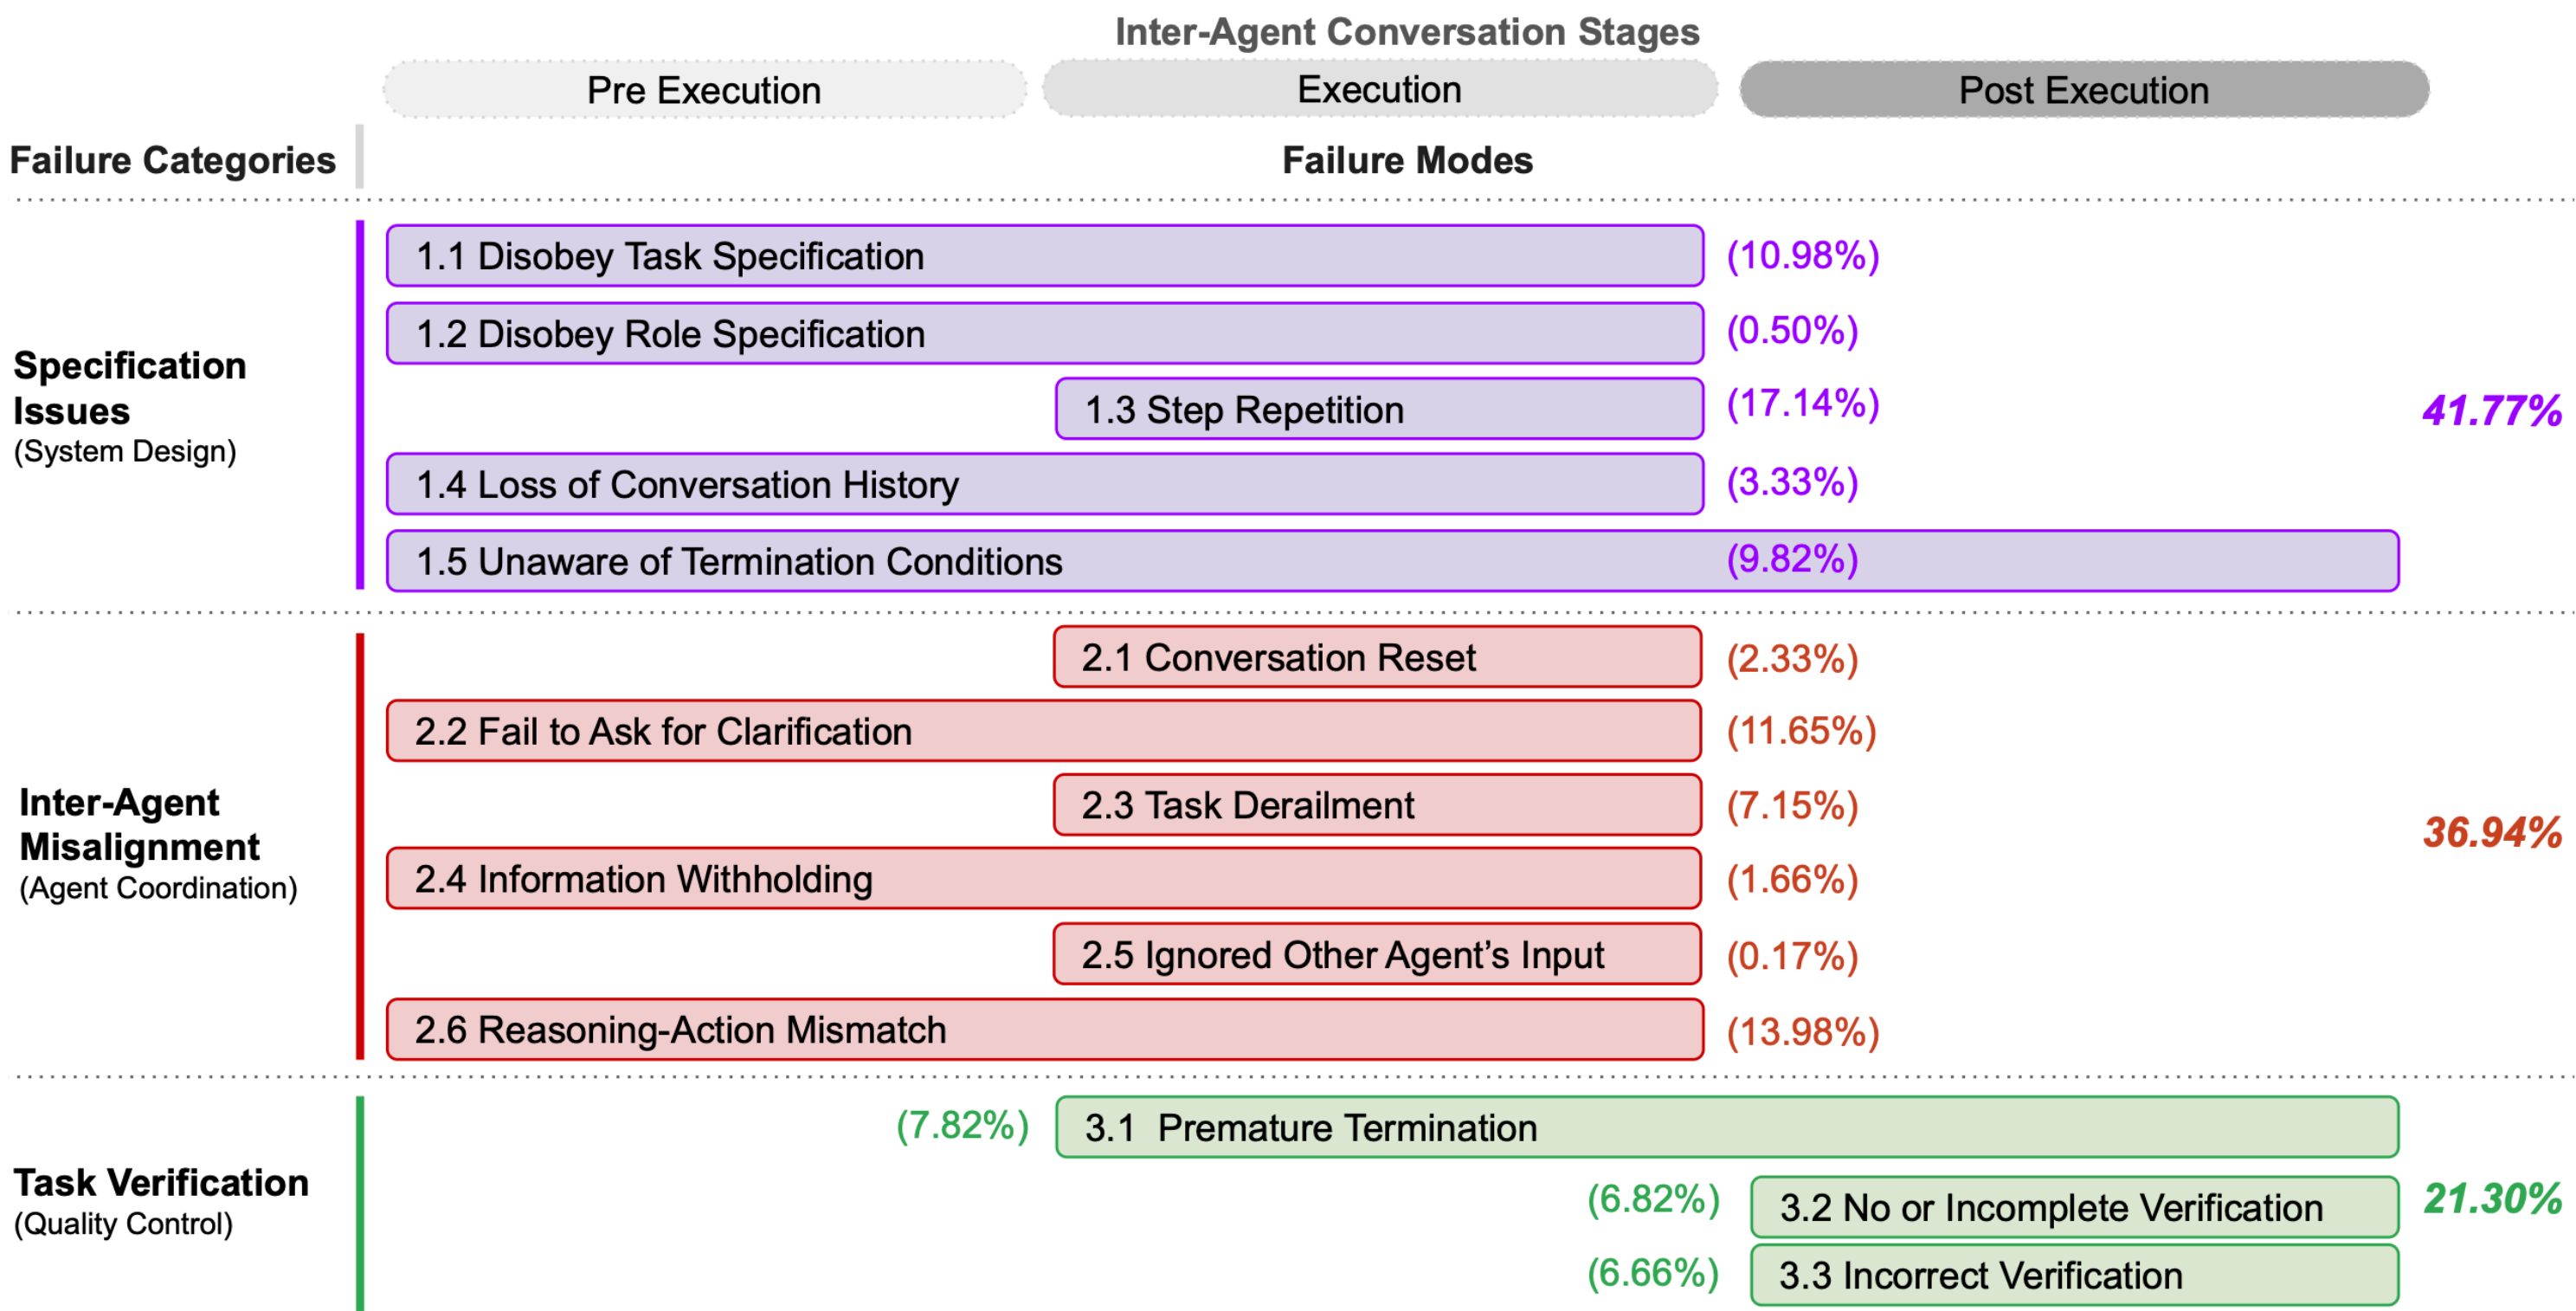 Inter-Agent Conversation Stages
Pre Execution
Execution
Post Execution
Failure Categories
Failure Modes
Specification
Issues
(System Design)
1.1 Disobey Task Specification
(10.98%)
1.2 Disobey Role Specification
(0.50%)
1.3 Step Repetition
(17.14%)
1.4 Loss of Conversation History
(3.33%)
1.5 Unaware of Termination Conditions
(9.82%)
41.77%
Inter-Agent
Misalignment
(Agent Coordination)
2.1 Conversation Reset
(2.33%)
2.2 Fail to Ask for Clarification
(11.65%)
2.3 Task Derailment
(7.15%)
2.4 Information Withholding
(1.66%)
2.5 Ignored Other Agent’s Input
(0.17%)
2.6 Reasoning-Action Mismatch
(13.98%)
36.94%
Task Verification
(Quality Control)
(7.82%)
3.1 Premature Termination
(6.82%)
3.2 No or Incomplete Verification
(6.66%)
3.3 Incorrect Verification
21.30%